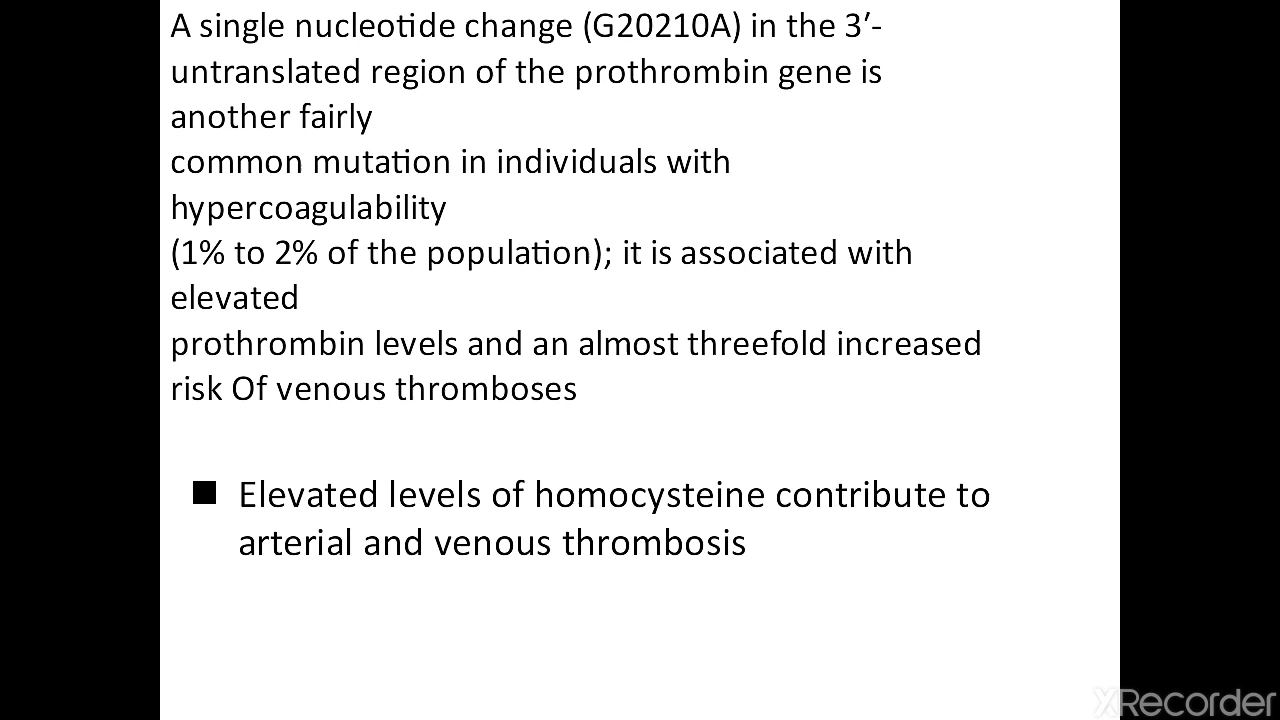 A single nucleotide change (G20210A) in the 3′-
untranslated region of the prothrombin gene is
another fairly
common mutation in individuals with
hypercoagulability
(1% to 2% of the population); it is associated with
elevated
prothrombin levels and an almost threefold increased
risk Of venous thromboses
■ Elevated levels of homocysteine contribute to
arterial and venous thrombosis
XRecorder